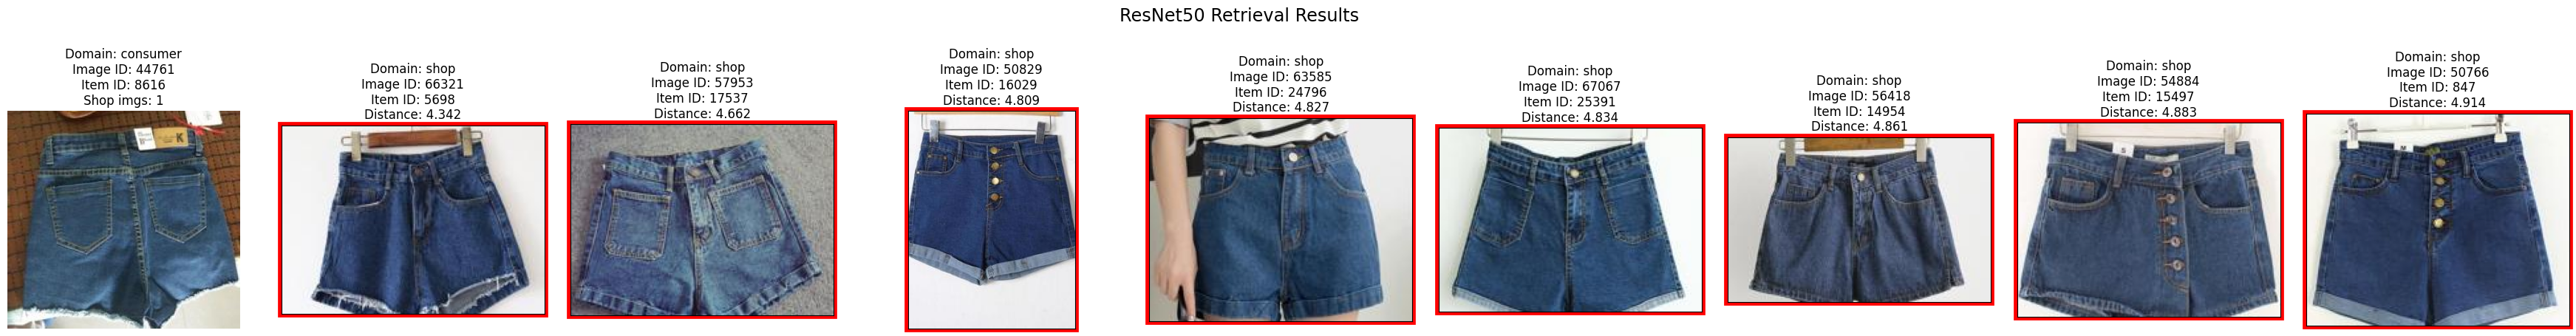 ResNet50 Retrieval Results
Domain: consumer
Image ID: 44761
Item ID: 8616
Shop imgs: 1
Domain: shop
Image ID: 66321
Item ID: 5698
Distance: 4.342
Domain: shop
Image ID: 57953
Item ID: 17537
Distance: 4.662
Domain: shop
Image ID: 50829
Item ID: 16029
Distance: 4.809
Domain: shop
Image ID: 63585
Item ID: 24796
Distance: 4.827
Domain: shop
Image ID: 67067
Item ID: 25391
Distance: 4.834
Domain: shop
Image ID: 56418
Item ID: 14954
Distance: 4.861
Domain: shop
Image ID: 54884
Item ID: 15497
Distance: 4.883
Domain: shop
Image ID: 50766
Item ID: 847
Distance: 4.914
K
S
M